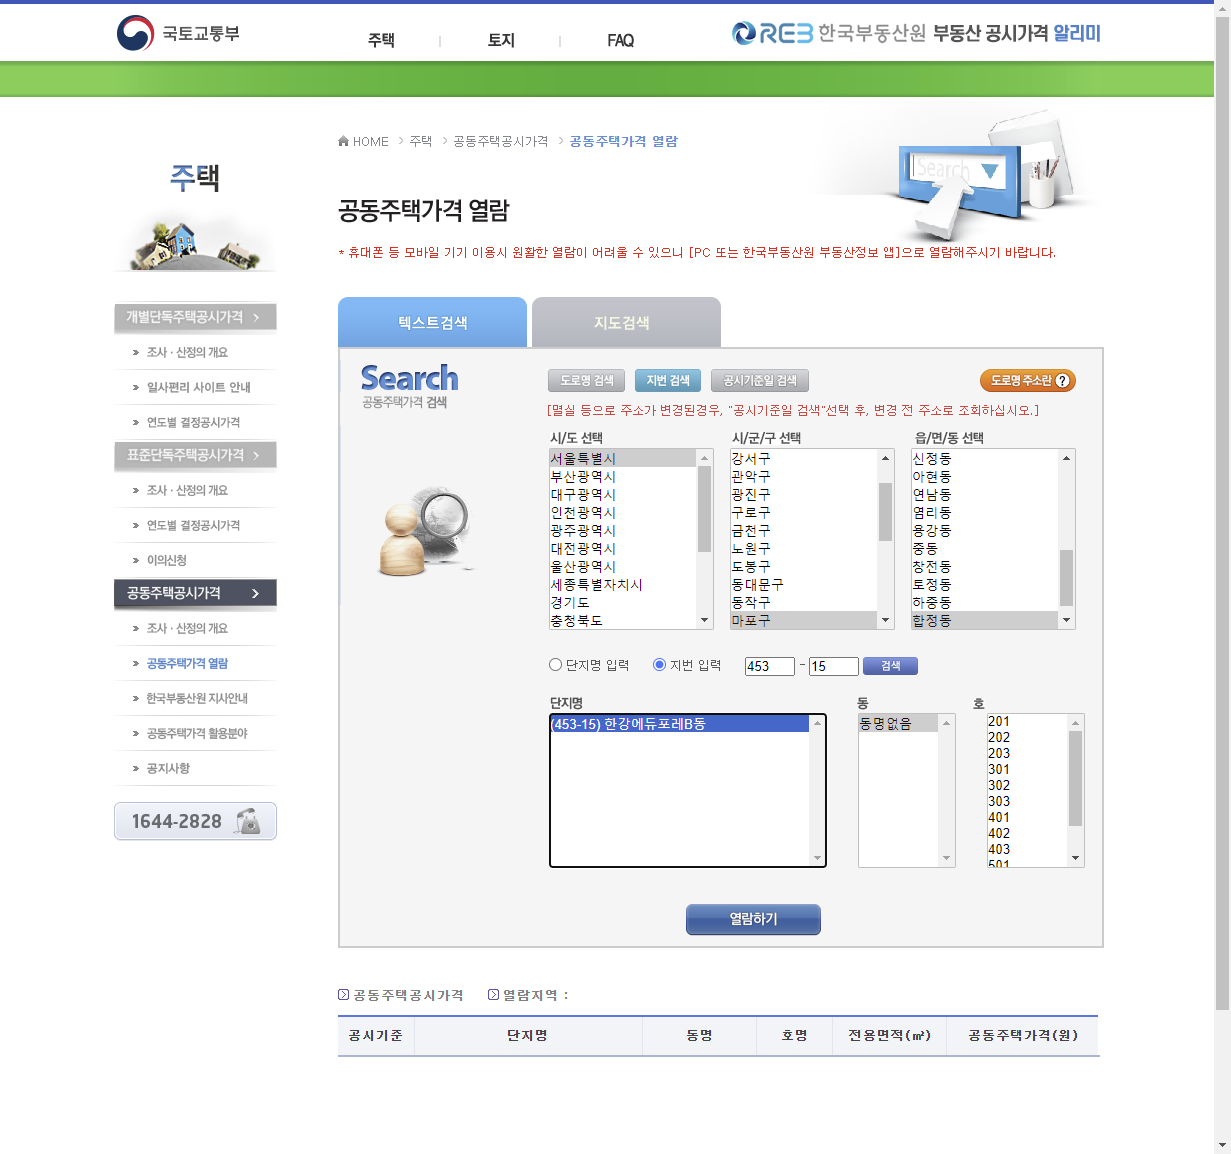 국토교통부
주택
토지
FAQ
REB 한국부동산원 부동산 공시가격 알리미
HOME 주택 공동주택공시가격 공동주택가격 열람
Search
주택
공동주택가격 열람
* 휴대폰 등 모바일 기기 이용시 원활한 열람이 어려울 수 있으니 [PC 또는 한국부동산원 부동산정보 앱]으로 열람해주시기 바랍니다.
개별단독주택공시가격
조사 · 산정의 개요
일사편리 사이트 안내
연도별 결정공시가격
표준단독주택공시가격
조사 · 산정의 개요
연도별 결정공시가격
이의신청
공동주택공시가격
조사 · 산정의 개요
공동주택가격 열람
한국부동산원 지사안내
공동주택가격 활용분야
공지사항
1644-2828
텍스트검색
지도검색
Search
공동주택가격 검색
도로명 검색
지번 검색
공시기준일 검색
도로명 주소란 ?
[멸실 등으로 주소가 변경된경우, "공시기준일 검색"선택 후, 변경 전 주소로 조회하십시오.]
시/도 선택
서울특별시
부산광역시
대구광역시
인천광역시
광주광역시
대전광역시
울산광역시
세종특별자치시
경기도
충청북도
시/군/구 선택
강서구
관악구
광진구
구로구
금천구
노원구
도봉구
동대문구
동작구
마포구
읍/면/동 선택
신정동
아현동
연남동
염리동
용강동
중동
창전동
토정동
하중동
합정동
단지명 입력
지번 입력
453 - 15
검색
단지명
(453-15) 한강에듀포레B동
동
동명없음
호
201
202
203
301
302
303
401
402
403
501
열람하기
공동주택공시가격
열람지역 :
공시기준 단지명 동명 호명 전용면적(㎡) 공동주택가격(원)